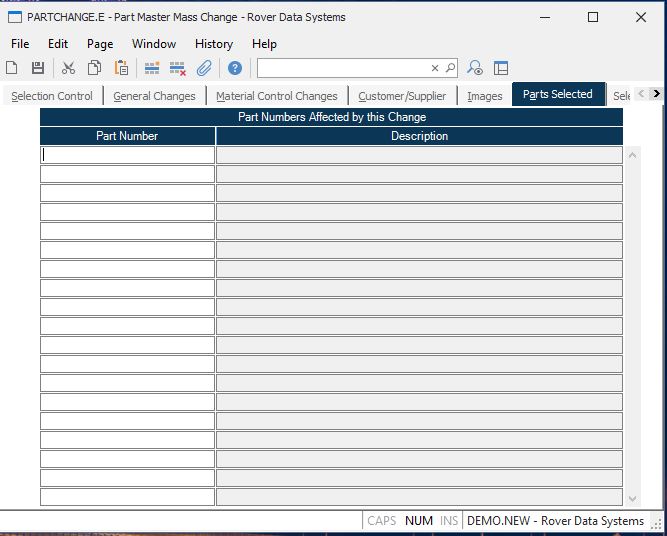 PARTCHANGE.E - Part Master Mass Change - Rover Data Systems
File Edit Page Window History Help
Selection Control General Changes Material Control Changes Customer/Supplier Images Parts Selected Sele
Part Numbers Affected by this Change
Part Number Description
CAPS NUM INS DEMO.NEW - Rover Data Systems